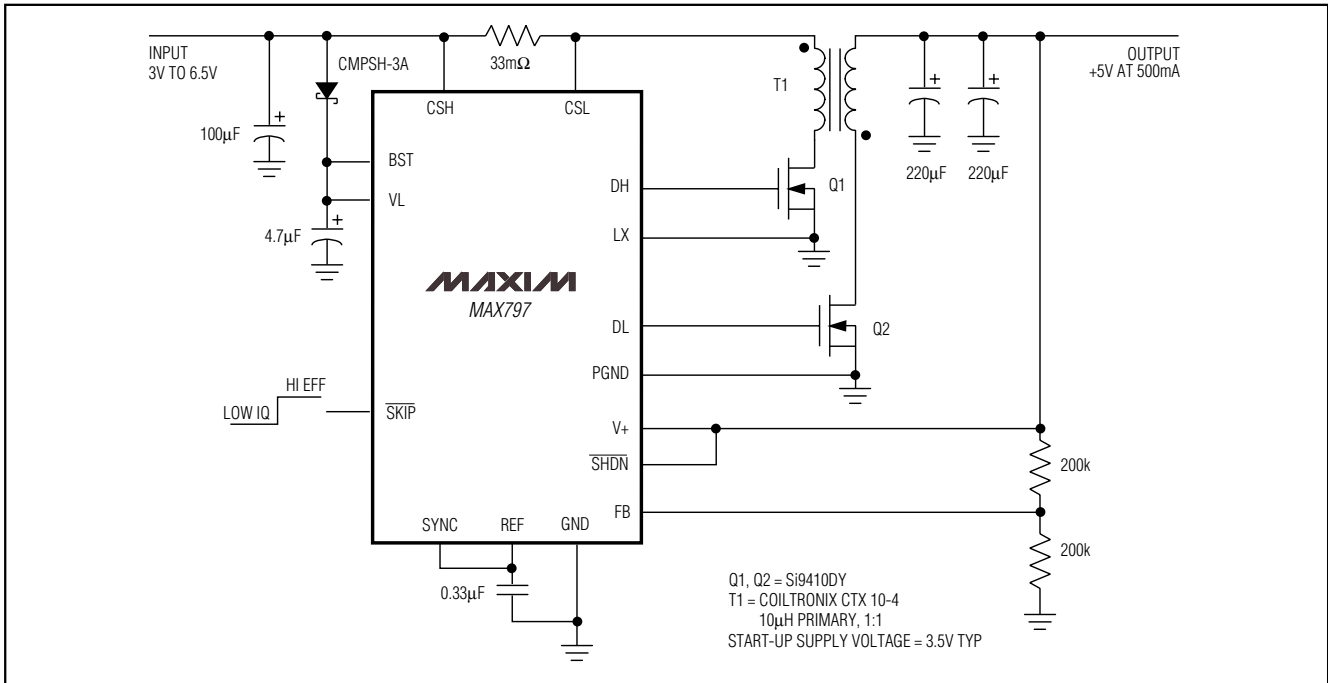 INPUT
3V TO 6.5V
CMPSH-3A
33mΩ
T1
OUTPUT
+5V AT 500mA
CSH
CSL
100μF
+
BST
VL
4.7μF
+
DH
Q1
LX
+
+
220μF
220μF
MAXIM
MAX797
DL
Q2
PGND
HI EFF
LOW IQ
SKIP
V+
SHDN
200k
FB
SYNC
REF
GND
200k
0.33μF
Q1, Q2 = Si9410DY
T1 = COILTRONIX CTX 10-4
10μH PRIMARY, 1:1
START-UP SUPPLY VOLTAGE = 3.5V TYP